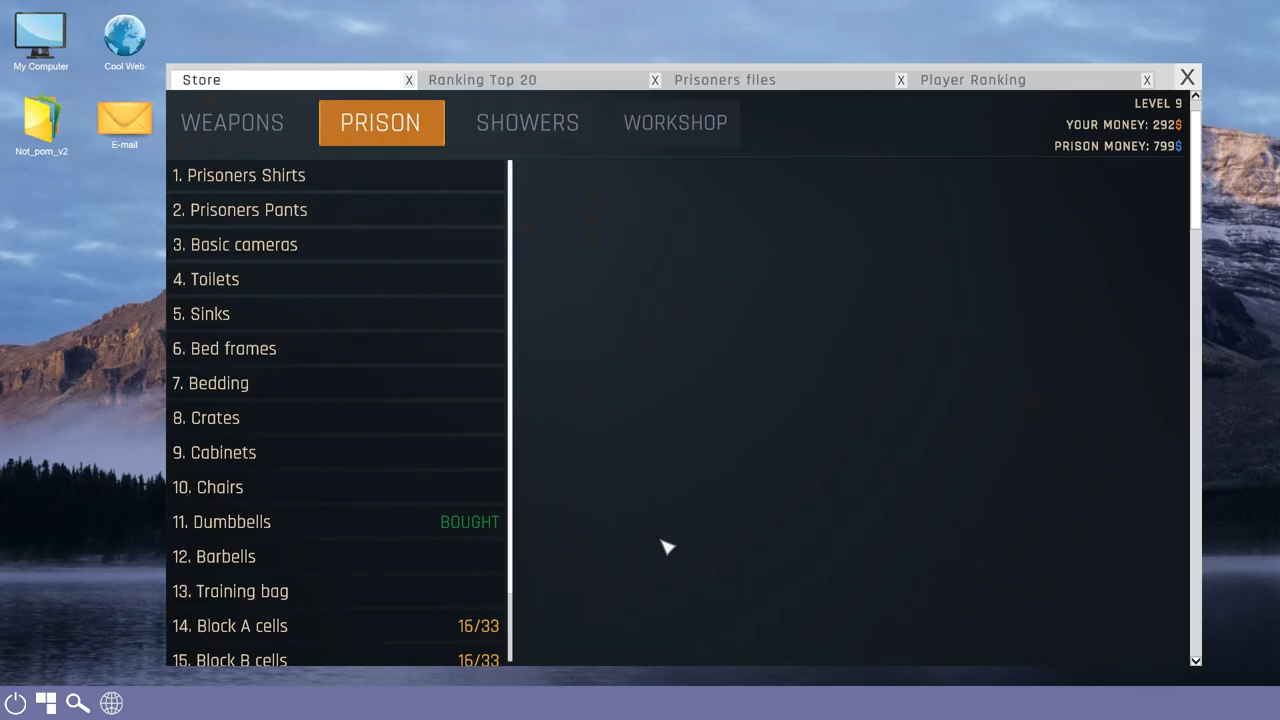 My Computer
Cool Web
Not_porn_v2
E-mail
Store X
Ranking Top 20 X
Prisoners files X
Player Ranking X
X
WEAPONS
PRISON
SHOWERS
WORKSHOP
LEVEL 9
YOUR MONEY: 292$
PRISON MONEY: 799$
1. Prisoners Shirts
2. Prisoners Pants
3. Basic cameras
4. Toilets
5. Sinks
6. Bed frames
7. Bedding
8. Crates
9. Cabinets
10. Chairs
11. Dumbbells BOUGHT
12. Barbells
13. Training bag
14. Block A cells 16/33
15. Block B cells 16/33